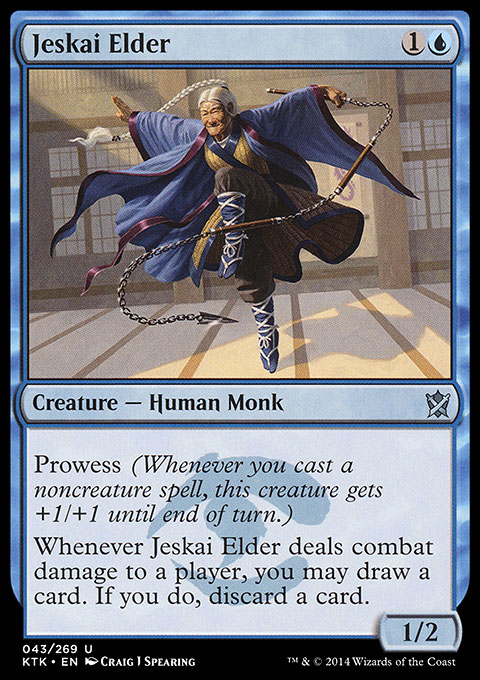 Jeskai Elder 1
Creature — Human Monk
Prowess (Whenever you cast a
noncreature spell, this creature gets
+1/+1 until end of turn.)
Whenever Jeskai Elder deals combat
damage to a player, you may draw a
card. If you do, discard a card.
1/2
043/269 U
KTK • EN Craig J Spearing
™ & © 2014 Wizards of the Coast